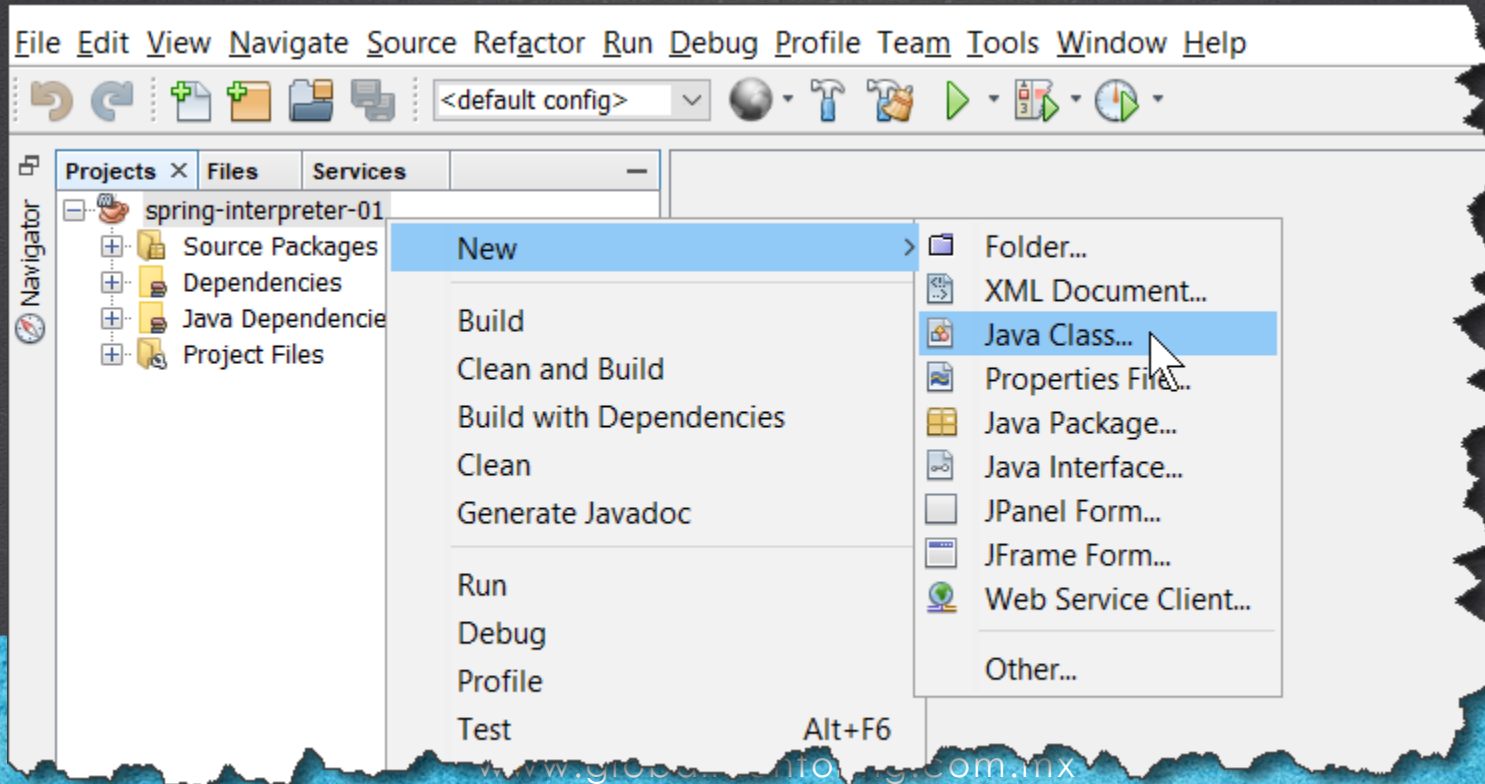 File Edit View Navigate Source Refactor Run Debug Profile Team Tools Window Help
<default config>
Projects Files Services
Navigator
spring-interpreter-01
Source Packages
Dependencies
Java Dependencie
Project Files
New
Build
Clean and Build
Build with Dependencies
Clean
Generate Javadoc
Run
Debug
Profile
Test Alt+F6
Folder...
XML Document...
Java Class...
Properties File...
Java Package...
Java Interface...
JPanel Form...
JFrame Form...
Web Service Client...
Other...